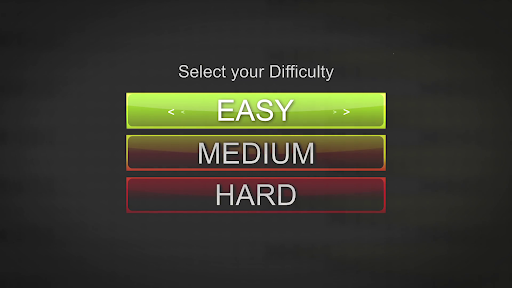 Select your Difficulty
< - EASY - >
MEDIUM
HARD